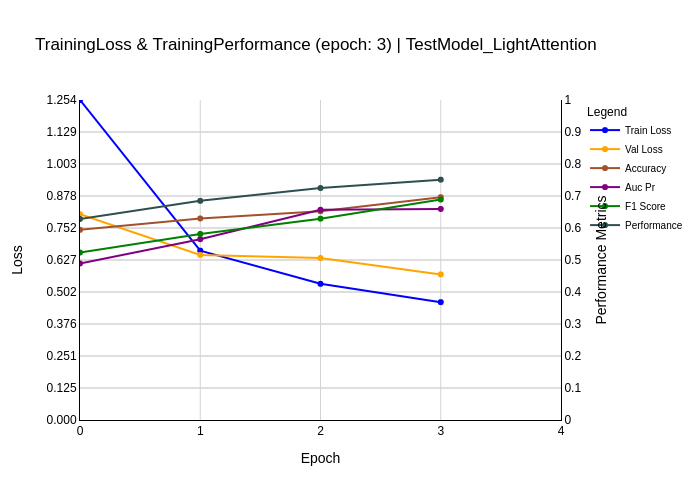 TrainingLoss & TrainingPerformance (epoch: 3) | TestModel_LightAttention
1.254
1.129
1.003
0.878
0.752
0.627
0.502
0.376
0.251
0.125
0.000
Loss
0
1
2
3
4
Epoch
1
0.9
0.8
0.7
0.6
0.5
0.4
0.3
0.2
0.1
0
Performance Metrics
Legend
Train Loss
Val Loss
Accuracy
Auc Pr
F1 Score
Performance